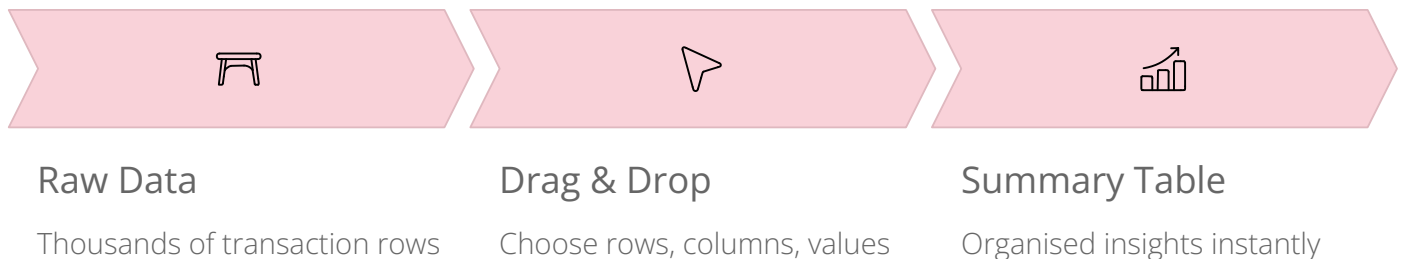 Raw Data
Thousands of transaction rows
Drag & Drop
Choose rows, columns, values
Summary Table
Organised insights instantly